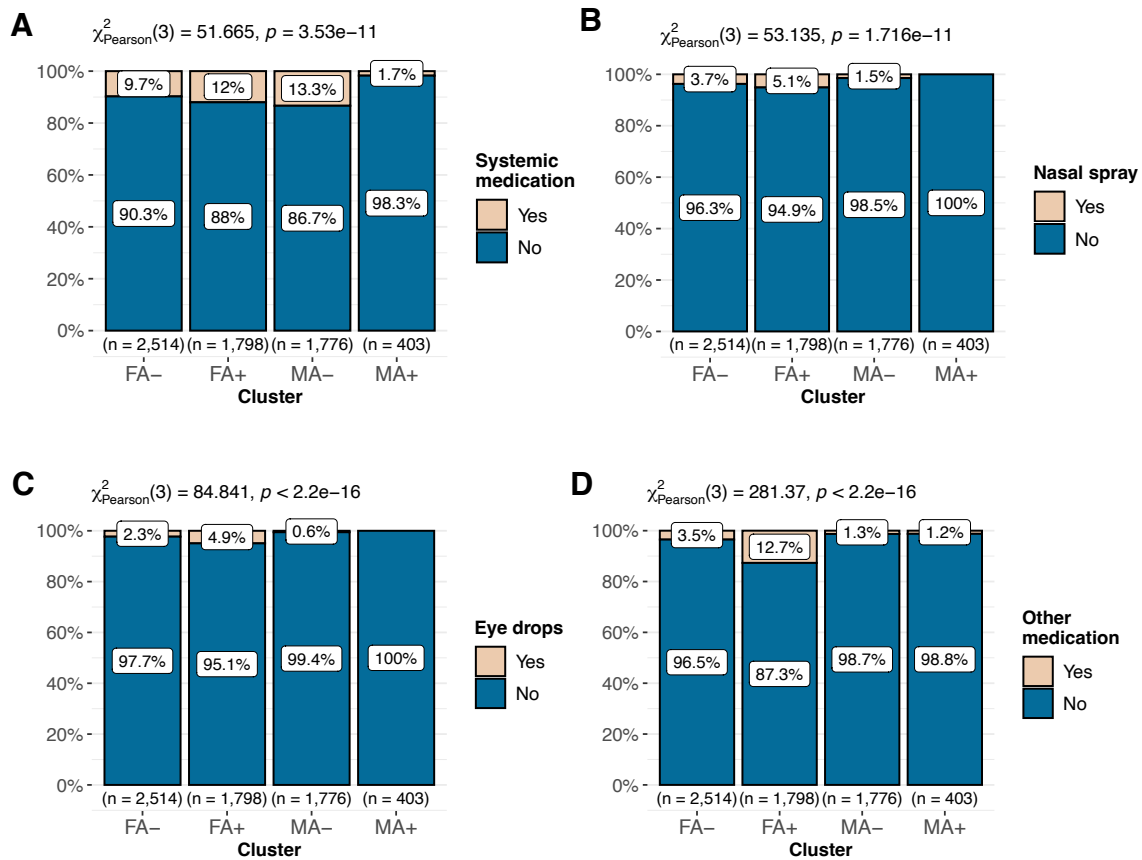 A
χ²Pearson(3) = 51.665, p = 3.53e−11
100%
80%
60%
40%
20%
0%
9.7%
12%
13.3%
1.7%
90.3%
88%
86.7%
98.3%
(n = 2,514) (n = 1,798) (n = 1,776) (n = 403)
FA− FA+ MA− MA+
Cluster
Systemic
medication
Yes
No
B
χ²Pearson(3) = 53.135, p = 1.716e−11
100%
80%
60%
40%
20%
0%
3.7%
5.1%
1.5%
96.3%
94.9%
98.5%
100%
(n = 2,514) (n = 1,798) (n = 1,776) (n = 403)
FA− FA+ MA− MA+
Cluster
Nasal spray
Yes
No
C
χ²Pearson(3) = 84.841, p < 2.2e−16
100%
80%
60%
40%
20%
0%
2.3%
4.9%
0.6%
97.7%
95.1%
99.4%
100%
(n = 2,514) (n = 1,798) (n = 1,776) (n = 403)
FA− FA+ MA− MA+
Cluster
Eye drops
Yes
No
D
χ²Pearson(3) = 281.37, p < 2.2e−16
100%
80%
60%
40%
20%
0%
3.5%
12.7%
1.3%
1.2%
96.5%
87.3%
98.7%
98.8%
(n = 2,514) (n = 1,798) (n = 1,776) (n = 403)
FA− FA+ MA− MA+
Cluster
Other
medication
Yes
No